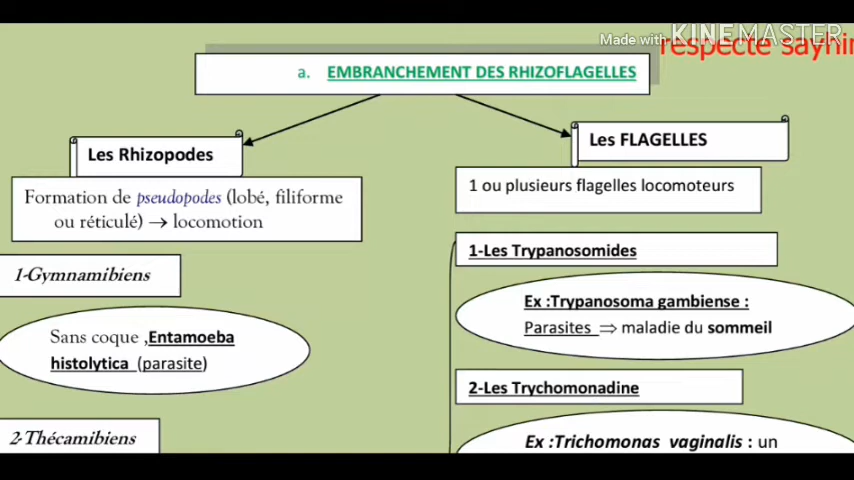 Made with KINEMASTER
respecte
a. EMBRANCHEMENT DES RHIZOFLAGELLES
Les Rhizopodes
Formation de pseudopodes (lobé, filiforme
ou réticulé) → locomotion
1-Gymnamibiens
Sans coque ,Entamoeba
histolytica (parasite)
2-Thécamibiens
Les FLAGELLES
1 ou plusieurs flagelles locomoteurs
1-Les Trypanosomides
Ex :Trypanosoma gambiense :
Parasites ⇒ maladie du sommeil
2-Les Trychomonadine
Ex :Trichomonas vaginalis : un